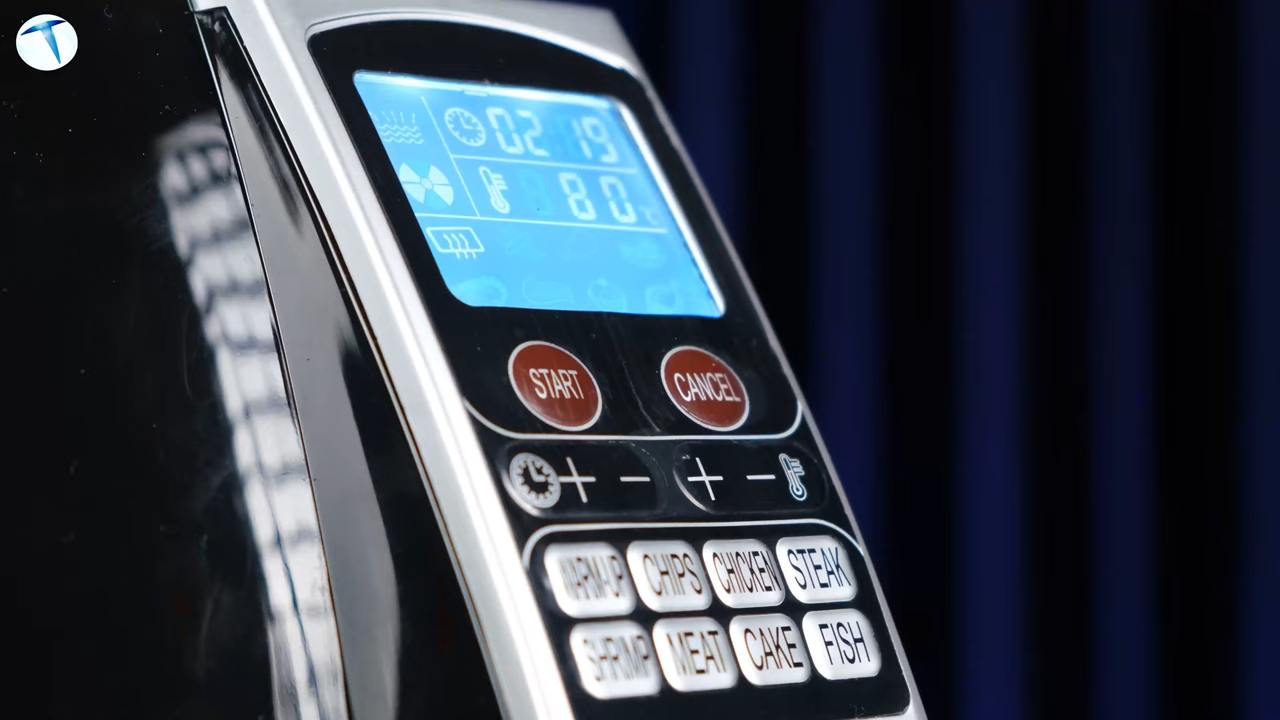 02 19
80 °C
START CANCEL
+ - + -
WARM-UP CHIPS CHICKEN STEAK
SHRIMP MEAT CAKE FISH